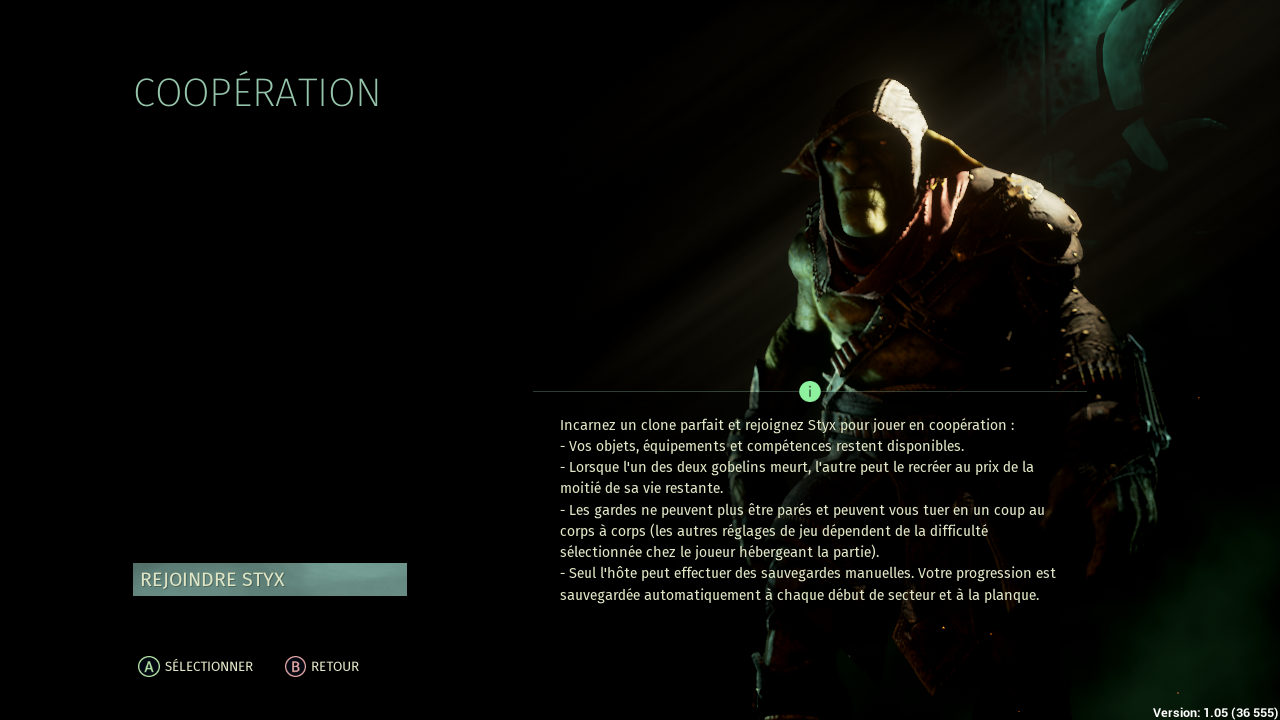 COOPÉRATION
i
Incarnez un clone parfait et rejoignez Styx pour jouer en coopération :
- Vos objets, équipements et compétences restent disponibles.
- Lorsque l'un des deux gobelins meurt, l'autre peut le recréer au prix de la
moitié de sa vie restante.
- Les gardes ne peuvent plus être parés et peuvent vous tuer en un coup au
corps à corps (les autres réglages de jeu dépendent de la difficulté
sélectionnée chez le joueur hébergeant la partie).
- Seul l'hôte peut effectuer des sauvegardes manuelles. Votre progression est
sauvegardée automatiquement à chaque début de secteur et à la planque.
REJOINDRE STYX
A SÉLECTIONNER B RETOUR
Version: 1.05 (36 555)